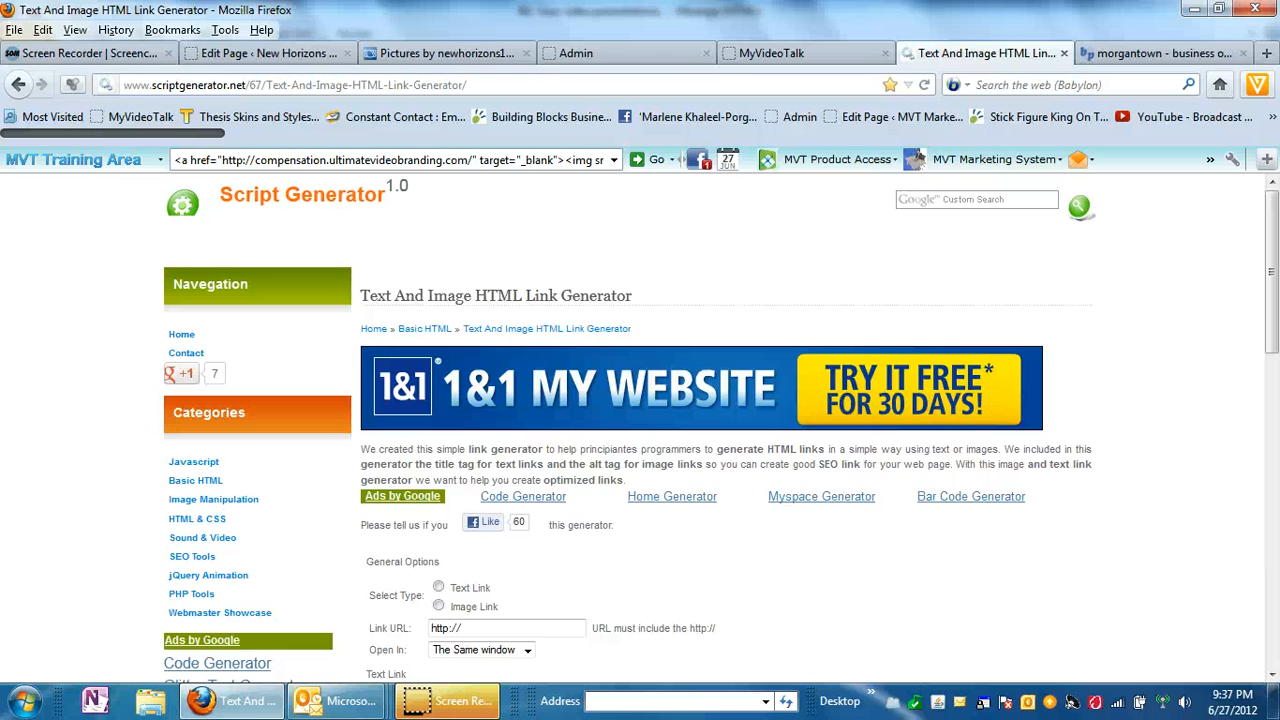 Text And Image HTML Link Generator - Mozilla Firefox
File Edit View History Bookmarks Tools Help
Screen Recorder | Screenc... Edit Page ‹ New Horizons ... Pictures by newhorizons1... Admin MyVideoTalk Text And Image HTML Lin... morgantown - business o...
www.scriptgenerator.net/67/Text-And-Image-HTML-Link-Generator/ Search the web (Babylon)
Most Visited MyVideoTalk Thesis Skins and Styles... Constant Contact : Em... Building Blocks Busine... 'Marlene Khaleel-Porg... Admin Edit Page ‹ MVT Marke... Stick Figure King On T... YouTube - Broadcast ...
MVT Training Area <a href="http://compensation.ultimatevideobranding.com/" target="_blank"><img sr Go 1 27 JUN MVT Product Access MVT Marketing System
Script Generator 1.0
Google™ Custom Search
Navigation
Text And Image HTML Link Generator
Home » Basic HTML » Text And Image HTML Link Generator
Home
Contact
+1 7
1&1 ® 1&1 MY WEBSITE TRY IT FREE* FOR 30 DAYS!
Categories
We created this simple link generator to help principiantes programmers to generate HTML links in a simple way using text or images. We included in this
generator the title tag for text links and the alt tag for image links so you can create good SEO link for your web page. With this image and text link
generator we want to help you create optimized links.
Ads by Google Code Generator Home Generator Myspace Generator Bar Code Generator
Please tell us if you Like 60 this generator.
Javascript
Basic HTML
Image Manipulation
HTML & CSS
Sound & Video
SEO Tools
jQuery Animation
PHP Tools
Webmaster Showcase
Ads by Google
Code Generator
General Options
Select Type: Text Link
Image Link
Link URL: http:// URL must include the http://
Open In: The Same window
Text Link
Text And ... Microso... Screen Re... Address Desktop 9:37 PM
6/27/2012